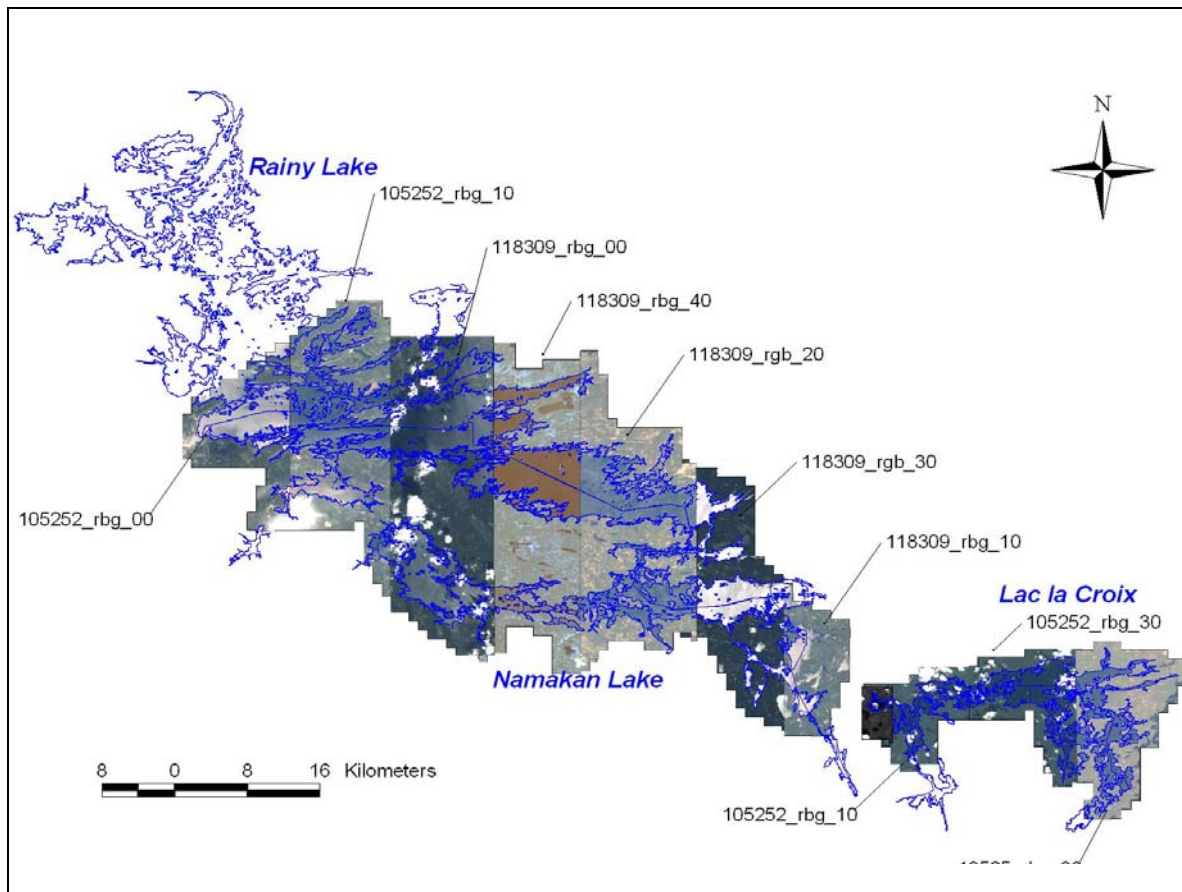 N
Rainy Lake
105252_rbg_10
118309_rbg_00
118309_rbg_40
118309_rgb_20
118309_rgb_30
105252_rbg_00
118309_rbg_10
Lac la Croix
105252_rbg_30
Namakan Lake
8 0 8 16 Kilometers
105252_rbg_10